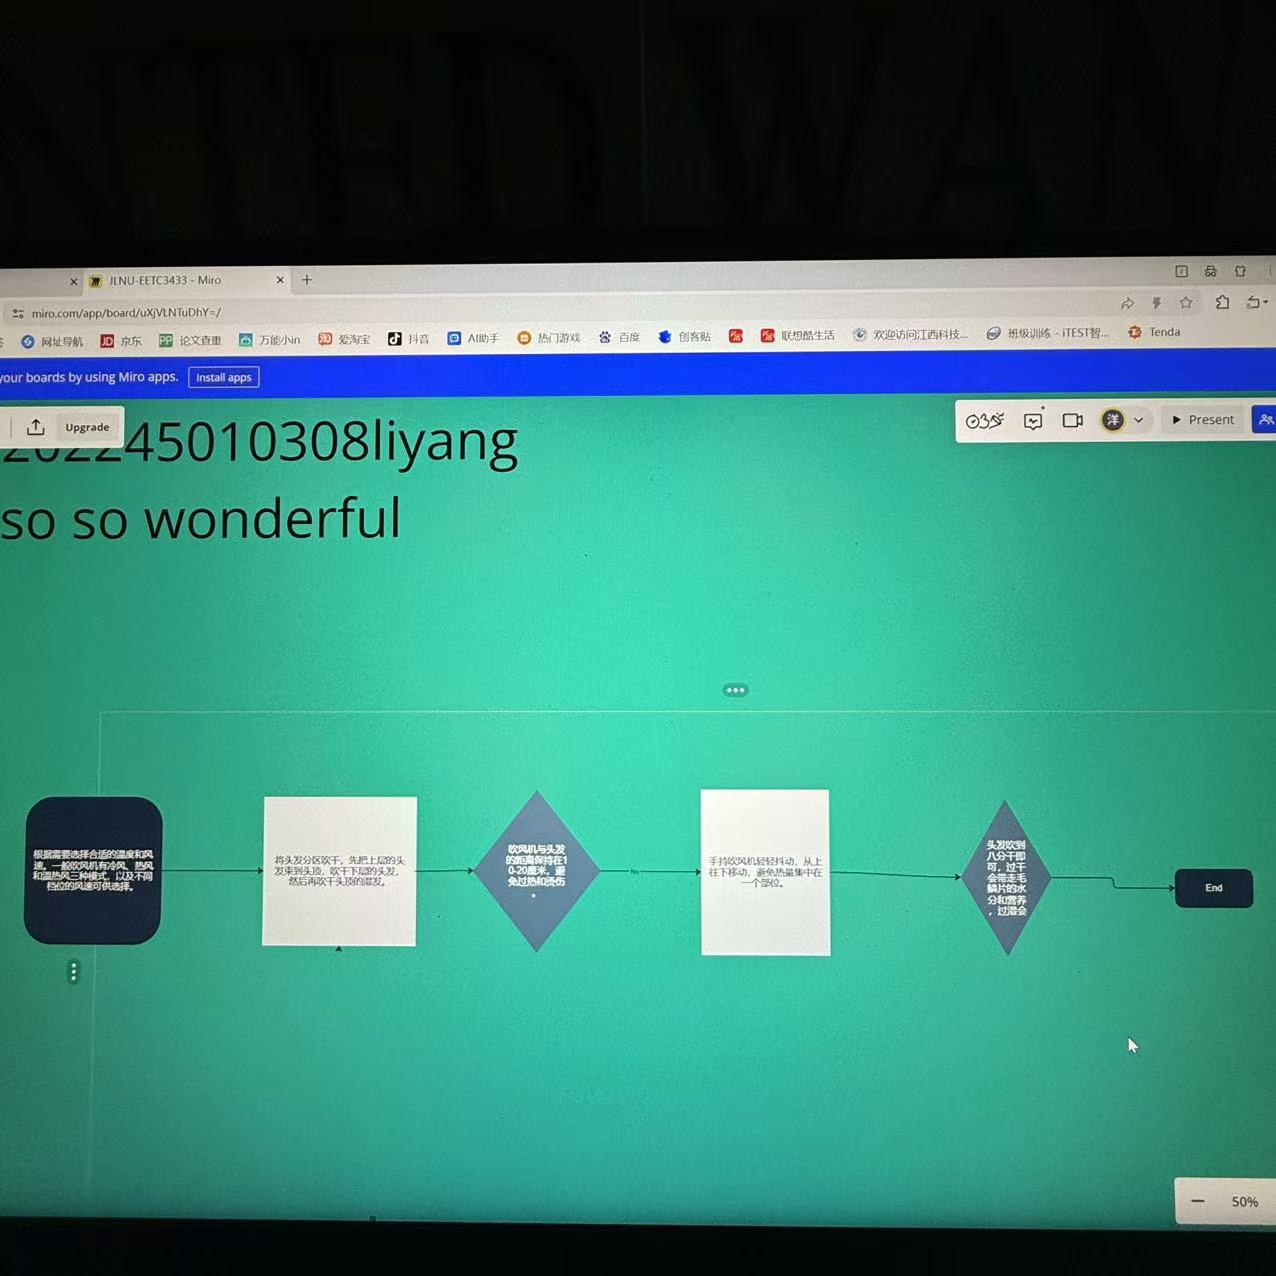 JLNU-EETC3433 - Miro
miro.com/app/board/uXjVLNTuDhY=/
网址导航 京东 论文查重 万能小in 爱淘宝 抖音 AI助手 热门游戏 百度 创客贴 联想酷生活 欢迎访问江西科技... 班级训练 - iTEST智... Tenda
your boards by using Miro apps. Install apps
Upgrade
洋 Present
202245010308liyang
so so wonderful
根据需要选择合适的温度和风
速。一般吹风机有冷风、热风
和温热风三种模式，以及不同
档位的风速可供选择。
将头发分区吹干，先把上层的头
发束到头顶，吹干下层的头发，
然后再吹干头顶的湿发。
吹风机与头发
的距离保持在1
0-20厘米，避
免过热和烫伤
。
No
手持吹风机轻轻抖动，从上
往下移动，避免热量集中在
一个部位。
头发吹到
八分干即
可，过干
会带走毛
鳞片的水
分和营养
，过湿会
End
50%